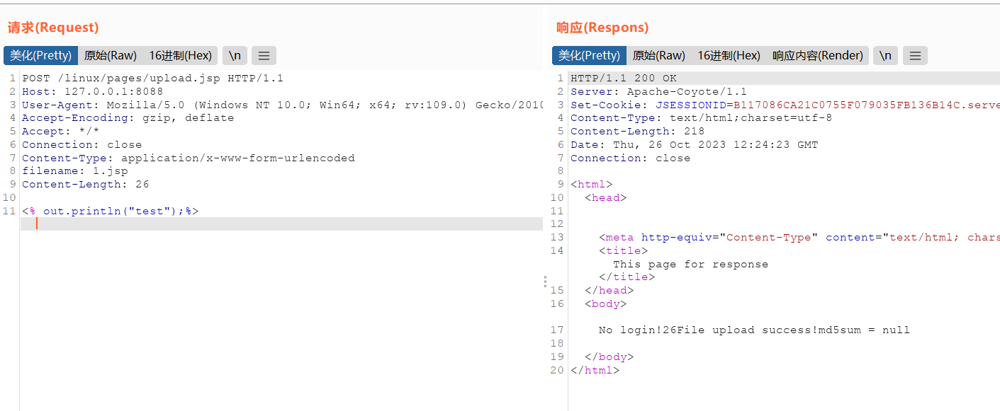 请求(Request)
美化(Pretty) 原始(Raw) 16进制(Hex) \n
1 POST /linux/pages/upload.jsp HTTP/1.1
2 Host: 127.0.0.1:8088
3 User-Agent: Mozilla/5.0 (Windows NT 10.0; Win64; x64; rv:109.0) Gecko/2010
4 Accept-Encoding: gzip, deflate
5 Accept: */*
6 Connection: close
7 Content-Type: application/x-www-form-urlencoded
8 filename: 1.jsp
9 Content-Length: 26
10
11 <% out.println("test");%>
响应(Respons)
美化(Pretty) 原始(Raw) 16进制(Hex) 响应内容(Render) \n
1 HTTP/1.1 200 OK
2 Server: Apache-Coyote/1.1
3 Set-Cookie: JSESSIONID=B117086CA21C0755F079035FB136B14C.serve
4 Content-Type: text/html;charset=utf-8
5 Content-Length: 218
6 Date: Thu, 26 Oct 2023 12:24:23 GMT
7 Connection: close
8
9 <html>
10 <head>
11
12
13 <meta http-equiv="Content-Type" content="text/html; chars
14 <title>
This page for response
</title>
15 </head>
16 <body>
17 No login!26File upload success!md5sum = null
18
19 </body>
20 </html>